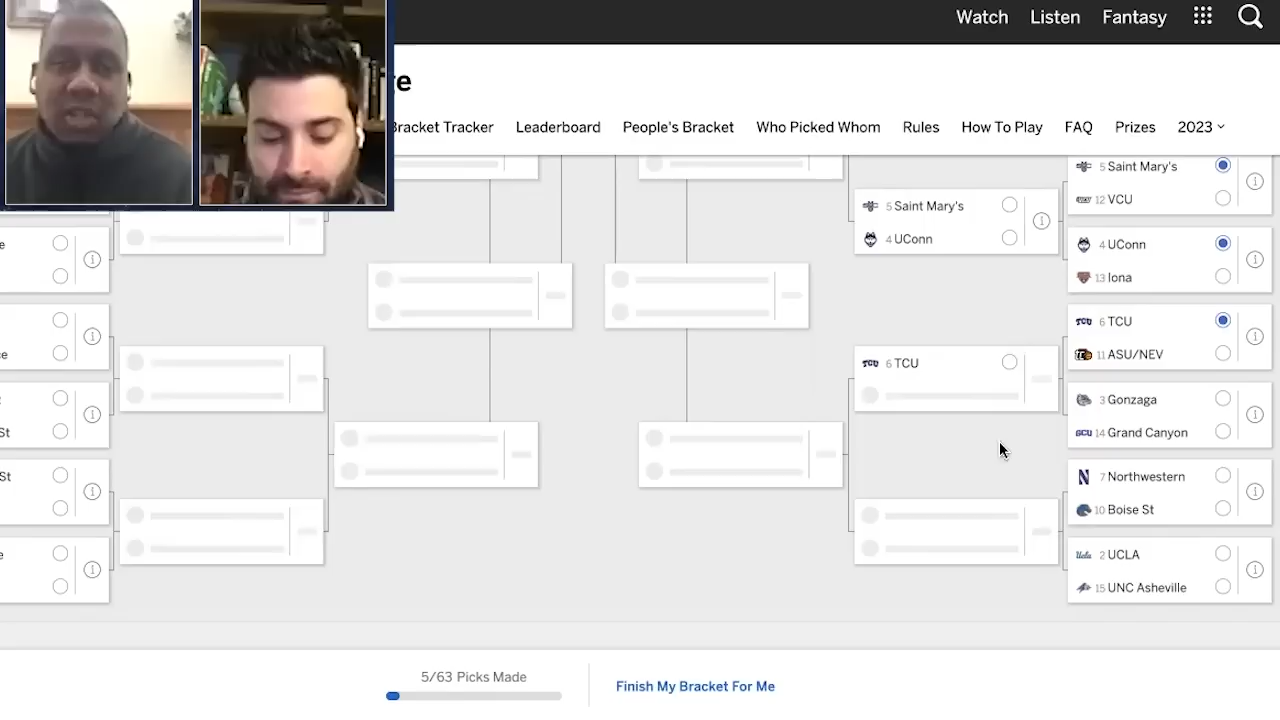 Watch Listen Fantasy
Bracket Tracker Leaderboard People's Bracket Who Picked Whom Rules How To Play FAQ Prizes 2023
5 Saint Mary's
12 VCU
5 Saint Mary's
4 UConn
4 UConn
13 Iona
6 TCU
11 ASU/NEV
6 TCU
3 Gonzaga
14 Grand Canyon
7 Northwestern
10 Boise St
2 UCLA
15 UNC Asheville
St
St
5/63 Picks Made
Finish My Bracket For Me